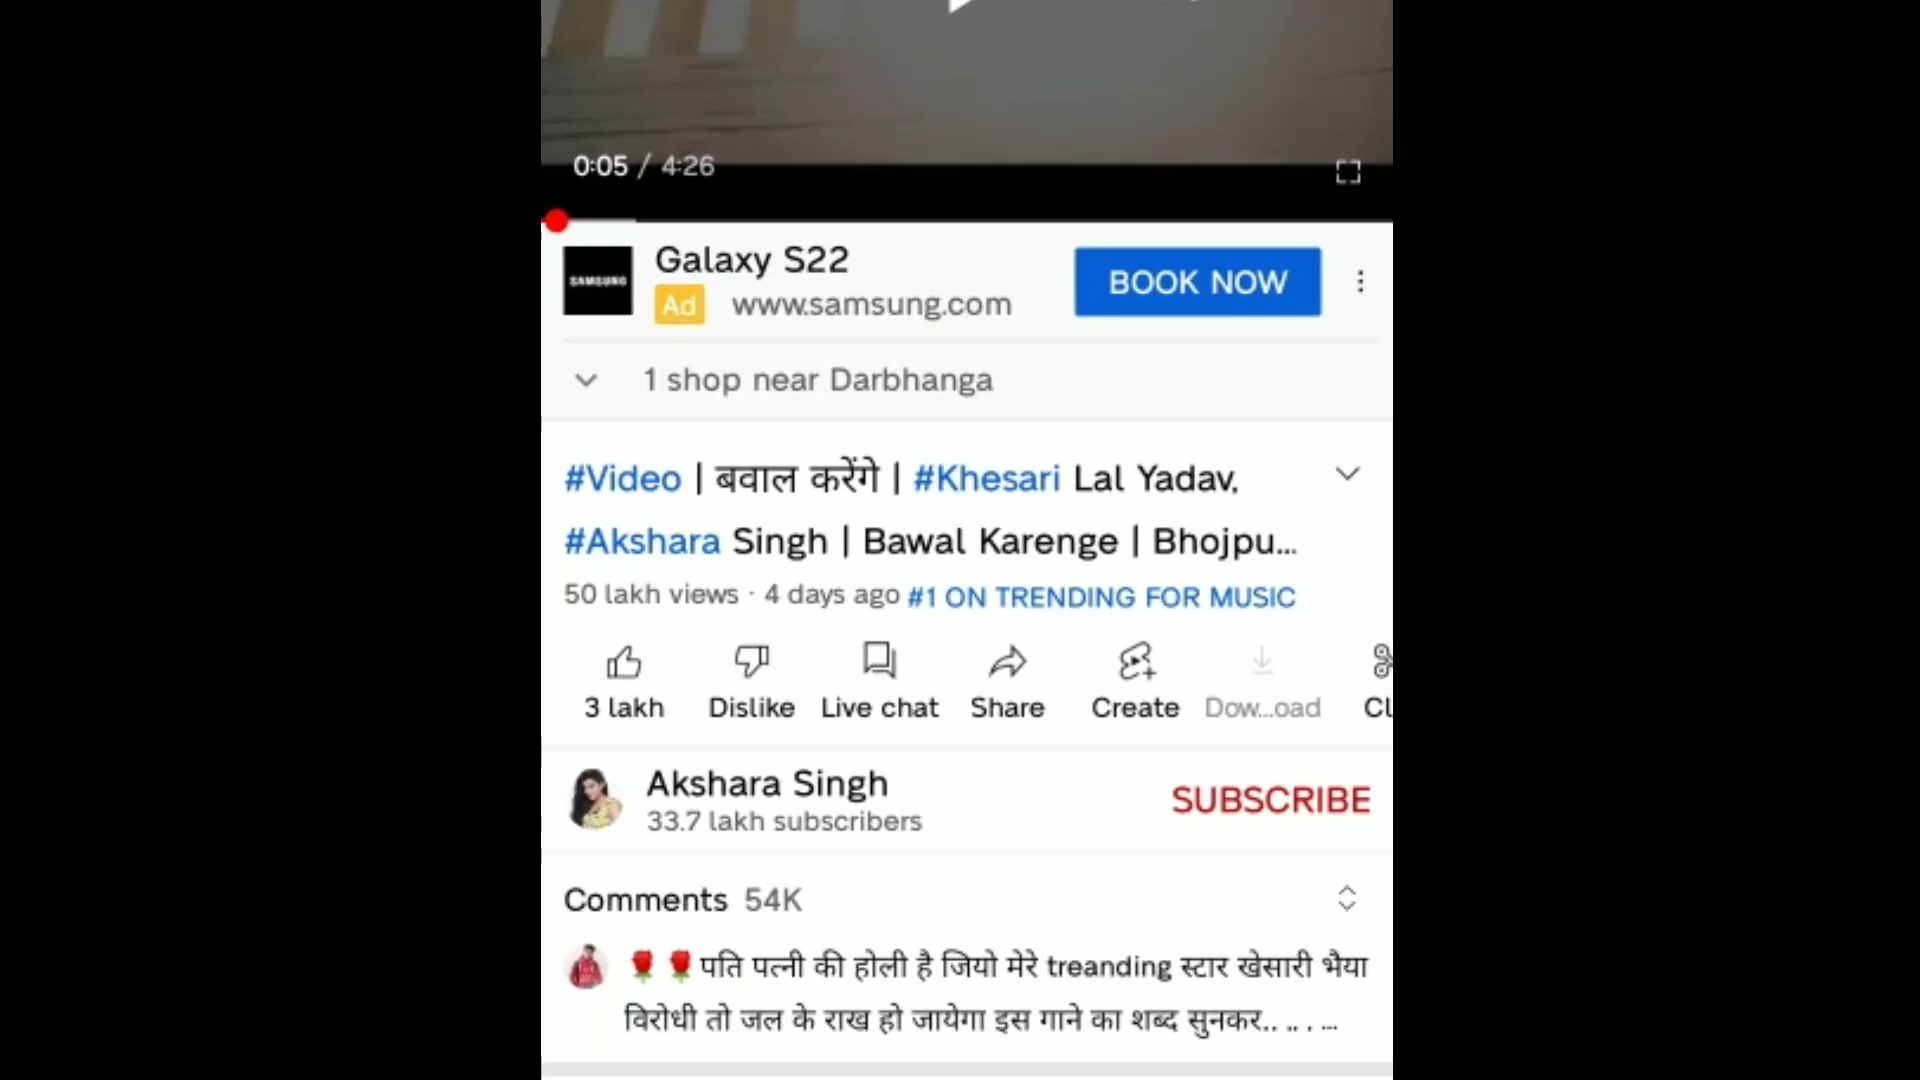 0:05 / 4:26
SAMSUNG
Galaxy S22
BOOK NOW
Ad www.samsung.com
1 shop near Darbhanga
#Video | बवाल करेंगे | #Khesari Lal Yadav,
#Akshara Singh | Bawal Karenge | Bhojpu...
50 lakh views · 4 days ago #1 ON TRENDING FOR MUSIC
3 lakh Dislike Live chat Share Create Dow...oad Cl
Akshara Singh
SUBSCRIBE
33.7 lakh subscribers
Comments 54K
🌹🌹पति पत्नी की होली है जियो मेरे treanding स्टार खेसारी भैया
विरोधी तो जल के राख हो जायेगा इस गाने का शब्द सुनकर.. .. . ...